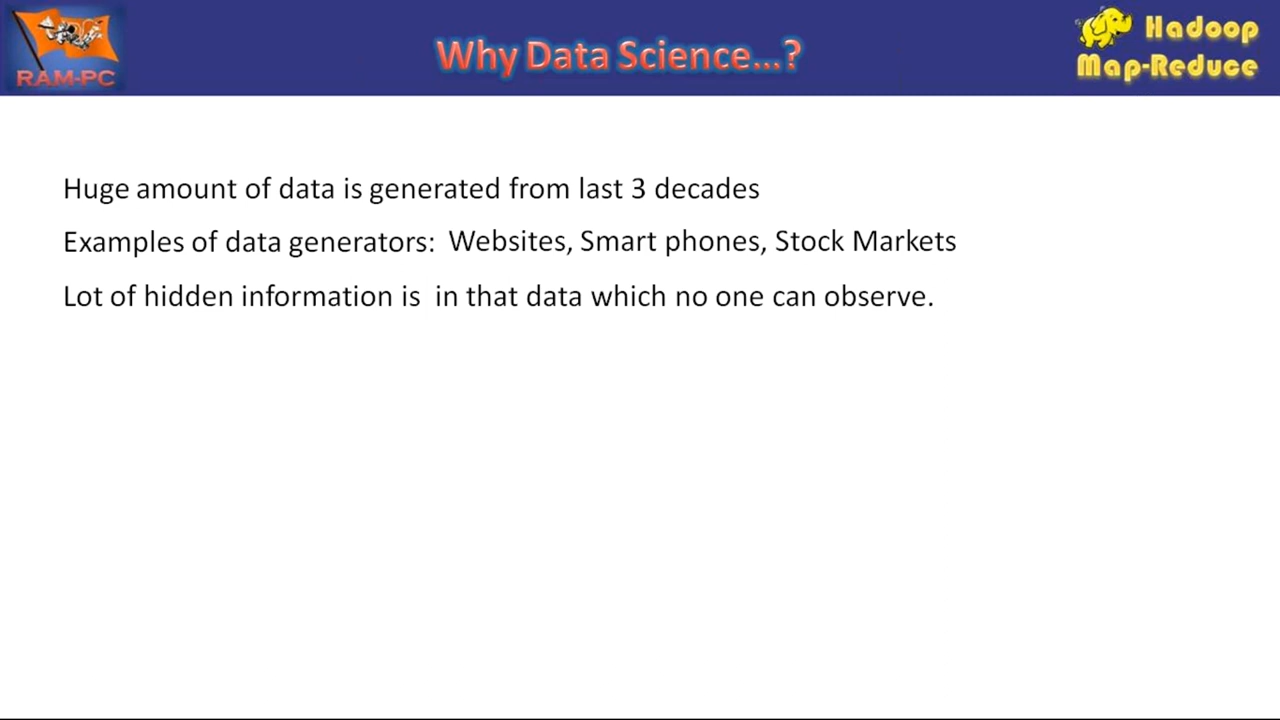 RAM-PC
Why Data Science...?
Hadoop
Map-Reduce
Huge amount of data is generated from last 3 decades
Examples of data generators: Websites, Smart phones, Stock Markets
Lot of hidden information is in that data which no one can observe.